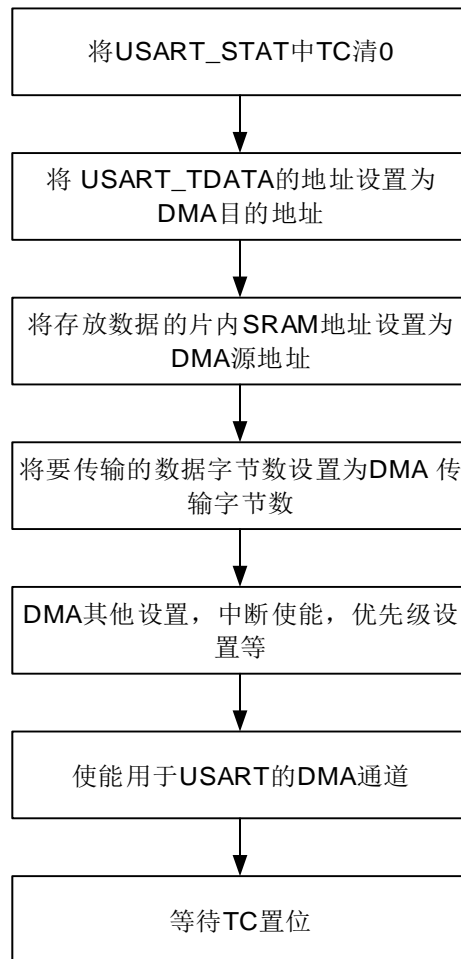 将USART_STAT中TC清0
将 USART_TDATA的地址设置为
DMA目的地址
将存放数据的片内SRAM地址设置为
DMA源地址
将要传输的数据字节数设置为DMA 传
输字节数
DMA其他设置，中断使能，优先级设
置等
使能用于USART的DMA通道
等待TC置位